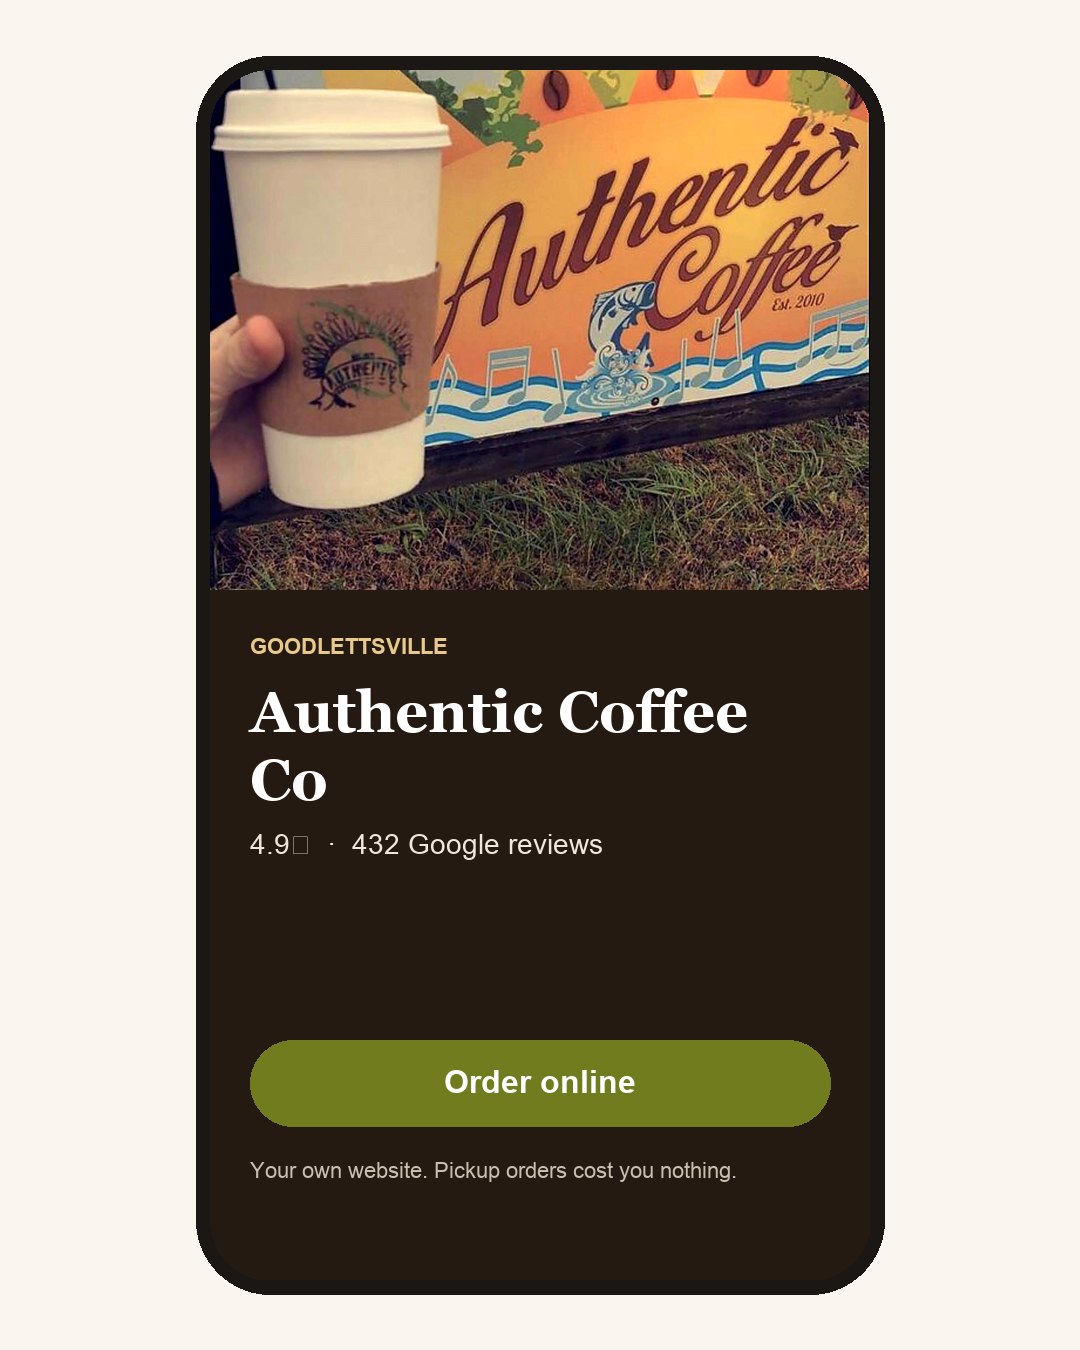 Authentic
Coffee
Est. 2010
AUTHENTIC
GOODLETTSVILLE
Authentic Coffee
Co
4.9□ · 432 Google reviews
Order online
Your own website. Pickup orders cost you nothing.